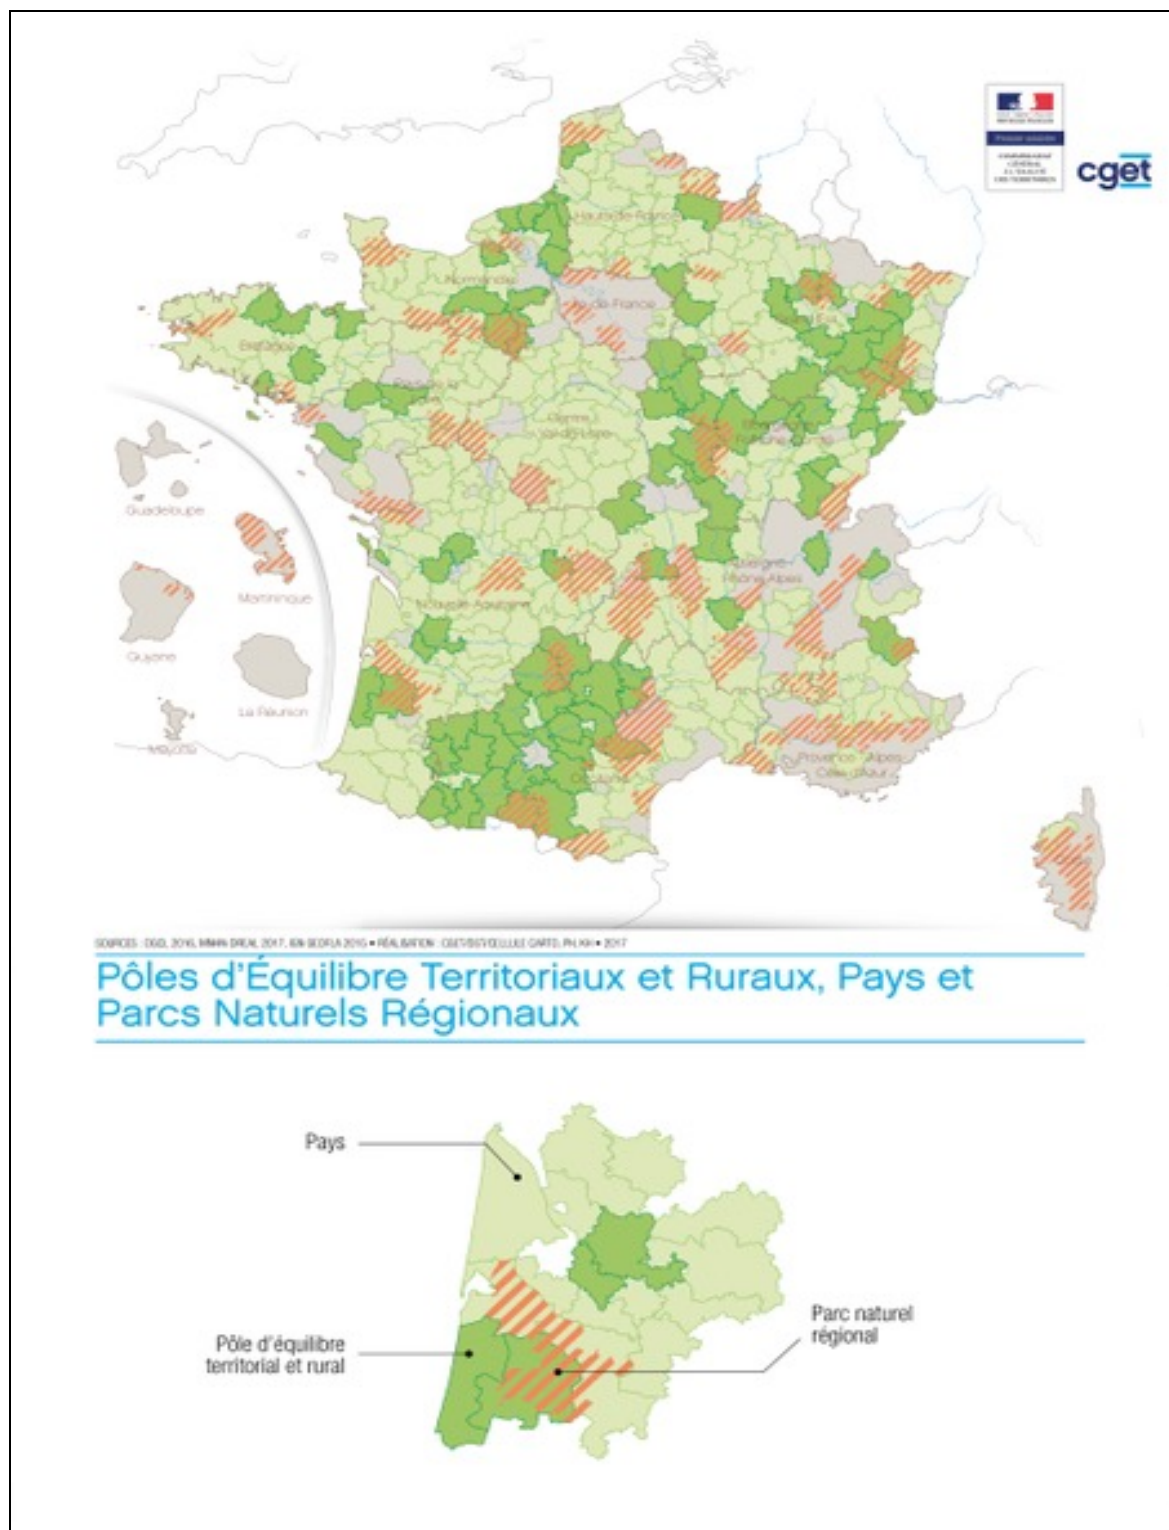 cget
Hauts-de-France
Normandie
Île-de-France
Bretagne
Centre
Val de Loire
Guadeloupe
Martinique
Auvergne
Rhône Alpes
Nouvelle Aquitaine
Guyane
La Réunion
Mayotte
Occitanie
Provence - Alpes
Côte d'Azur
Pôles d'Équilibre Territoriaux et Ruraux, Pays et
Parcs Naturels Régionaux
Pays
Parc naturel
régional
Pôle d'équilibre
territorial et rural